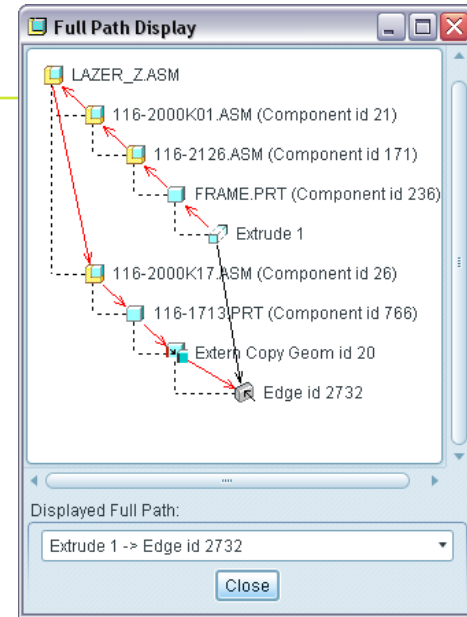 Full Path Display
LAZER_Z.ASM
116-2000K01.ASM (Component id 21)
116-2126.ASM (Component id 171)
FRAME.PRT (Component id 236)
Extrude 1
116-2000K17.ASM (Component id 26)
116-1713.PRT (Component id 766)
Extern Copy Geom id 20
Edge id 2732
Displayed Full Path:
Extrude 1 -> Edge id 2732
Close